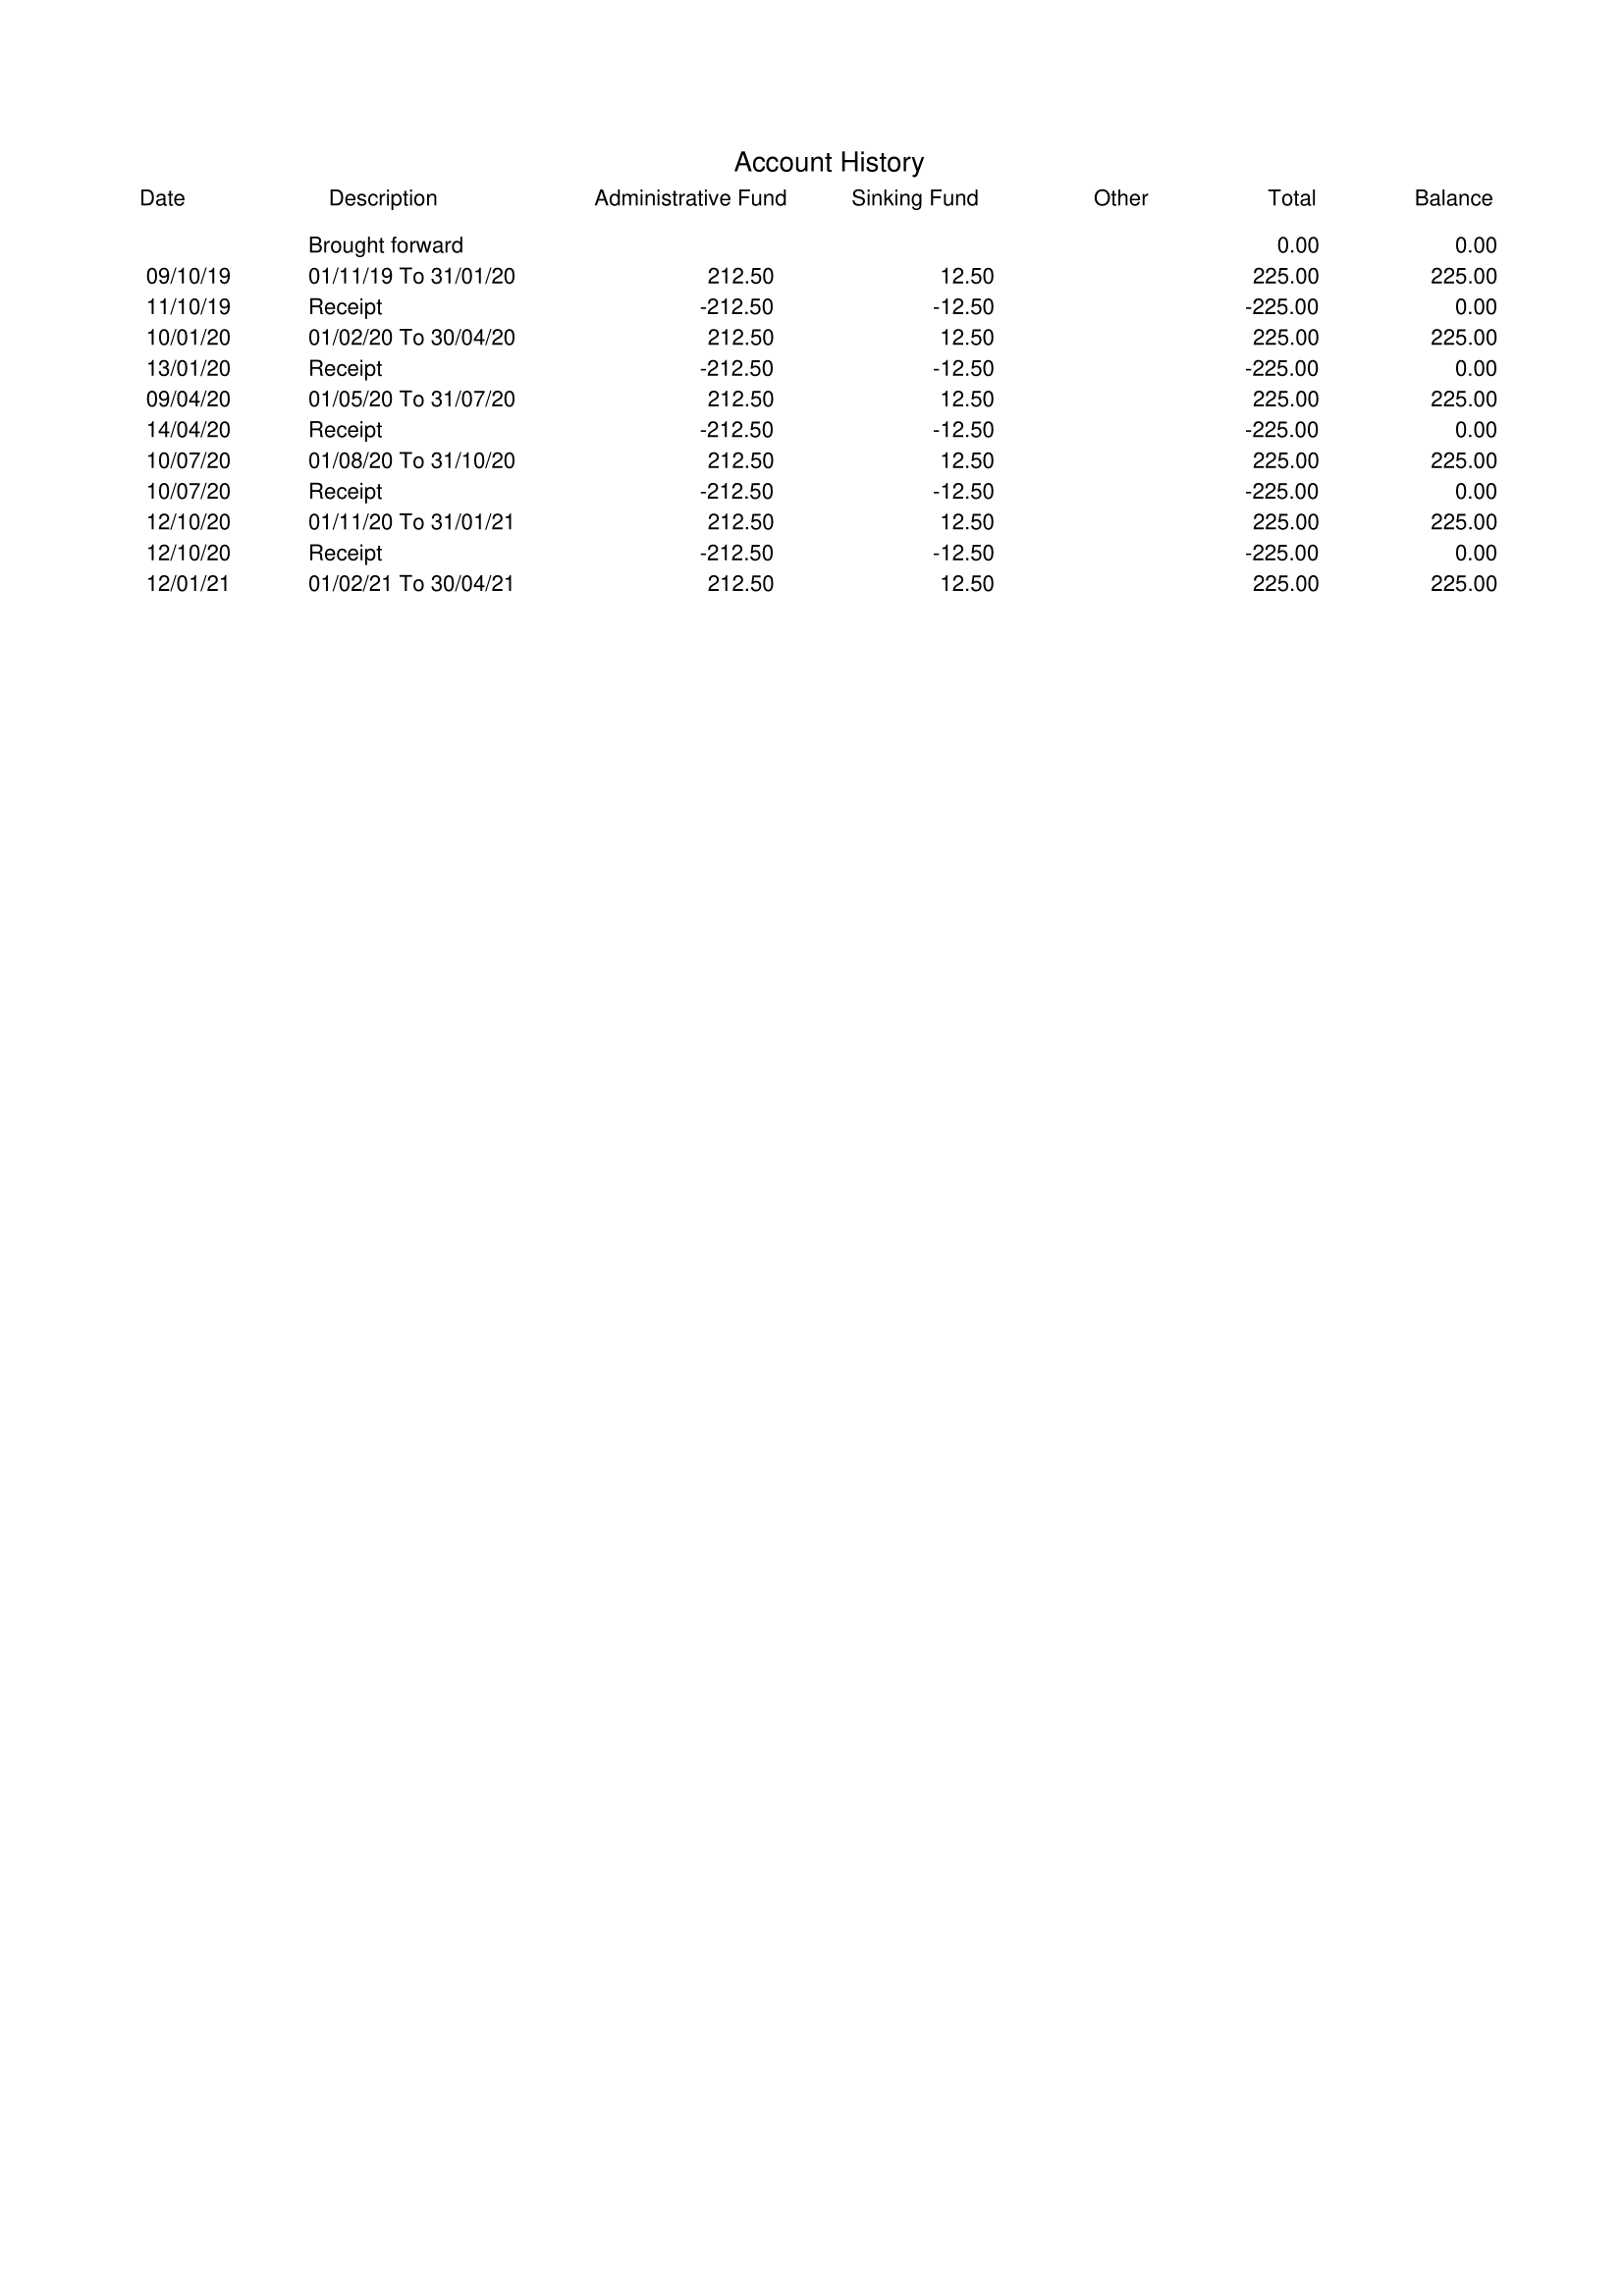 Account History
Date Description Administrative Fund Sinking Fund Other Total Balance
Brought forward 0.00 0.00
09/10/19 01/11/19 To 31/01/20 212.50 12.50 225.00 225.00
11/10/19 Receipt -212.50 -12.50 -225.00 0.00
10/01/20 01/02/20 To 30/04/20 212.50 12.50 225.00 225.00
13/01/20 Receipt -212.50 -12.50 -225.00 0.00
09/04/20 01/05/20 To 31/07/20 212.50 12.50 225.00 225.00
14/04/20 Receipt -212.50 -12.50 -225.00 0.00
10/07/20 01/08/20 To 31/10/20 212.50 12.50 225.00 225.00
10/07/20 Receipt -212.50 -12.50 -225.00 0.00
12/10/20 01/11/20 To 31/01/21 212.50 12.50 225.00 225.00
12/10/20 Receipt -212.50 -12.50 -225.00 0.00
12/01/21 01/02/21 To 30/04/21 212.50 12.50 225.00 225.00